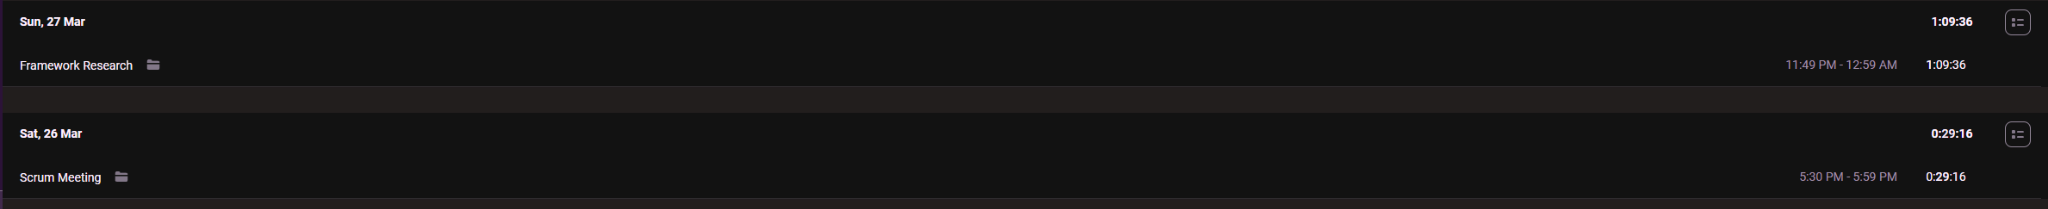 Sun, 27 Mar 1:09:36
Framework Research 11:49 PM - 12:59 AM 1:09:36
Sat, 26 Mar 0:29:16
Scrum Meeting 5:30 PM - 5:59 PM 0:29:16